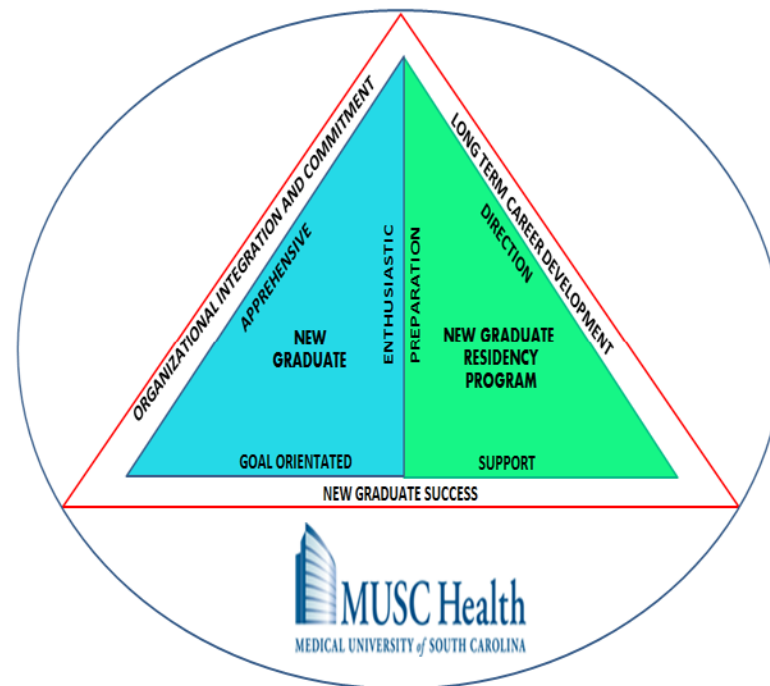 ORGANIZATIONAL INTEGRATION AND COMMITMENT
LONG TERM CAREER DEVELOPMENT
APPREHENSIVE
ENTHUSIASTIC
PREPARATION
DIRECTION
NEW
GRADUATE
NEW GRADUATE
RESIDENCY
PROGRAM
GOAL ORIENTATED
SUPPORT
NEW GRADUATE SUCCESS
MUSC Health
MEDICAL UNIVERSITY of SOUTH CAROLINA